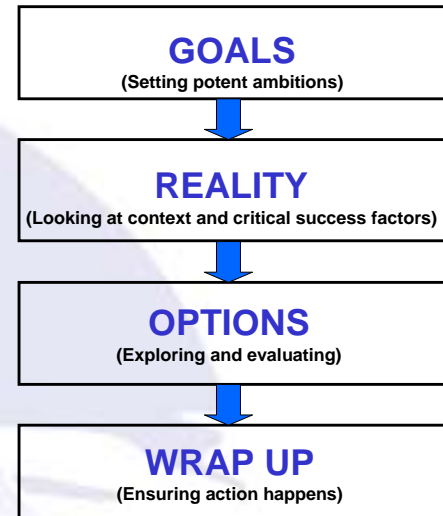 GOALS
(Setting potent ambitions)
REALITY
(Looking at context and critical success factors)
OPTIONS
(Exploring and evaluating)
WRAP UP
(Ensuring action happens)